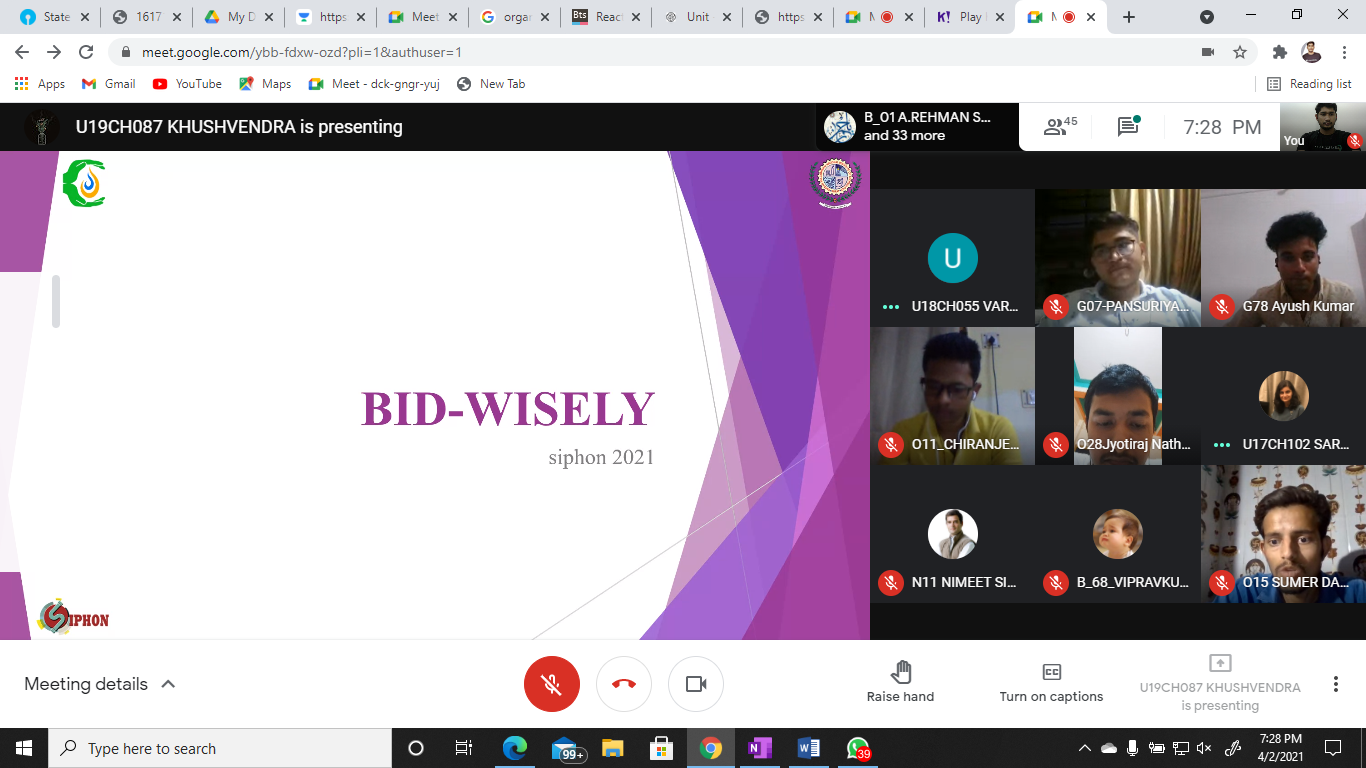 State
1617
My D
https
Meet
organ
Bts
React
Unit
https
M
K!
Play
M
meet.google.com/ybb-fdxw-ozd?pli=1&authuser=1
Apps
Gmail
YouTube
Maps
Meet - dck-gngr-yuj
New Tab
Reading list
U19CH087 KHUSHVENDRA is presenting
B_01 A.REHMAN S...
and 33 more
45
7:28 PM
You
BID-WISELY
siphon 2021
SIPHON
U
U18CH055 VAR...
G07-PANSURIYA...
G78 Ayush Kumar
O11_CHIRANJE...
O28Jyotiraj Nath...
U17CH102 SAR...
N11 NIMEET SI...
B_68_VIPRAVKU...
O15 SUMER DA...
Meeting details
Raise hand
CC
Turn on captions
U19CH087 KHUSHVENDRA
is presenting
Type here to search
99+
N
W
39
7:28 PM
4/2/2021